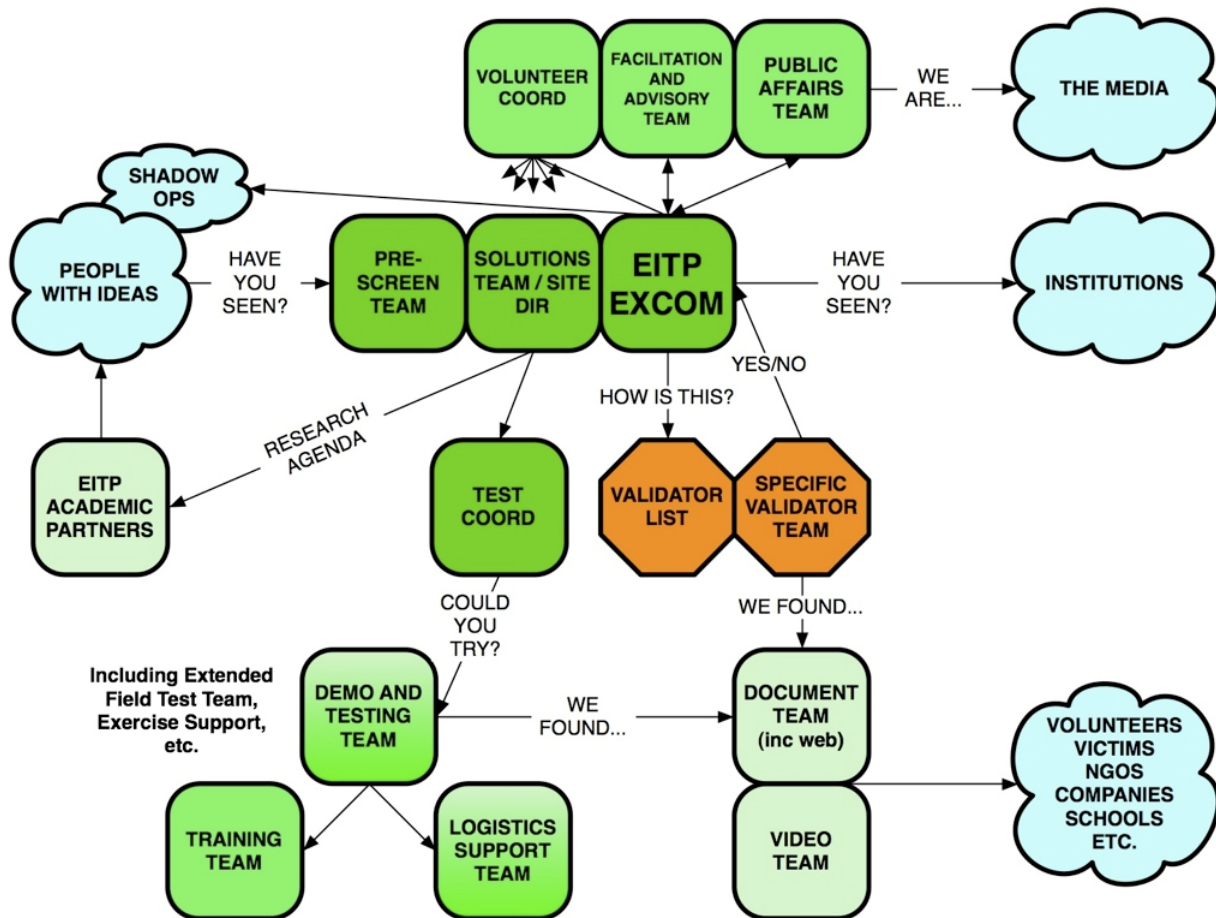 VOLUNTEER
COORD
FACILITATION
AND
ADVISORY
TEAM
PUBLIC
AFFAIRS
TEAM
WE
ARE...
THE MEDIA
SHADOW
OPS
PEOPLE
WITH IDEAS
HAVE
YOU
SEEN?
PRE-
SCREEN
TEAM
SOLUTIONS
TEAM / SITE
DIR
EITP
EXCOM
HAVE
YOU
SEEN?
INSTITUTIONS
YES/NO
HOW IS THIS?
RESEARCH
AGENDA
EITP
ACADEMIC
PARTNERS
TEST
COORD
VALIDATOR
LIST
SPECIFIC
VALIDATOR
TEAM
COULD
YOU
TRY?
WE FOUND...
Including Extended
Field Test Team,
Exercise Support,
etc.
DEMO AND
TESTING
TEAM
WE
FOUND...
DOCUMENT
TEAM
(inc web)
VOLUNTEERS
VICTIMS
NGOS
COMPANIES
SCHOOLS
ETC.
TRAINING
TEAM
LOGISTICS
SUPPORT
TEAM
VIDEO
TEAM